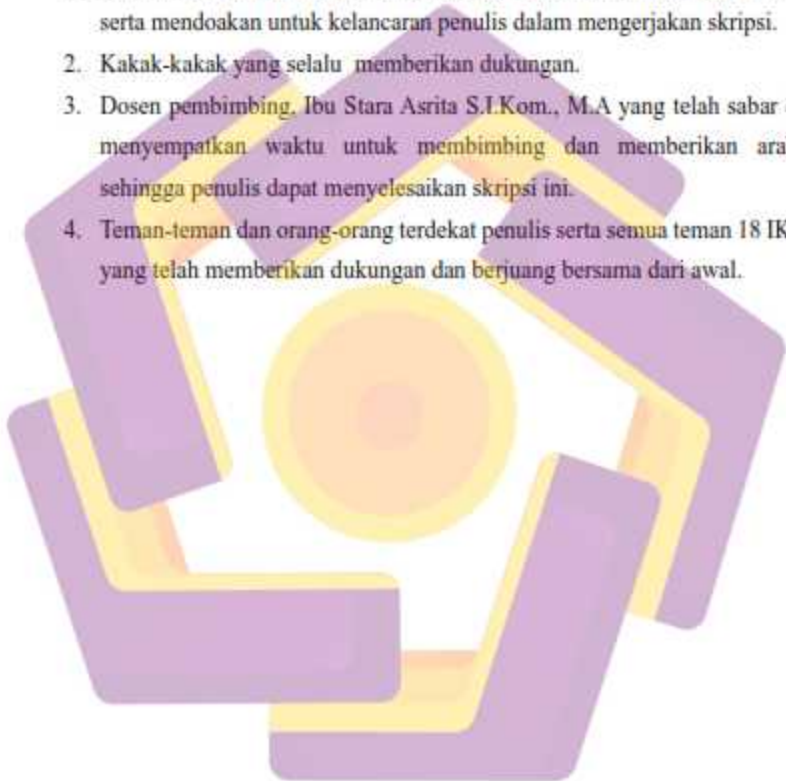 serta mendoakan untuk kelancaran penulis dalam mengerjakan skripsi.
2. Kakak-kakak yang selalu memberikan dukungan.
3. Dosen pembimbing, Ibu Stara Asrita S.I.Kom., M.A yang telah sabar
menyempatkan waktu untuk membimbing dan memberikan ara
sehingga penulis dapat menyelesaikan skripsi ini.
4. Teman-teman dan orang-orang terdekat penulis serta semua teman 18 IK
yang telah memberikan dukungan dan berjuang bersama dari awal.